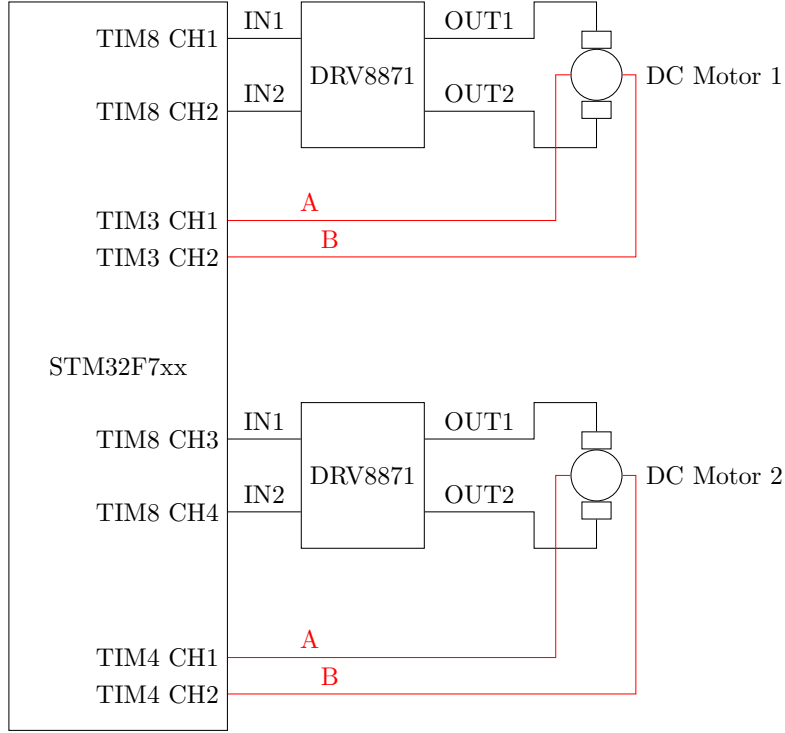 TIM8 CH1
IN1
OUT1
DRV8871
DC Motor 1
TIM8 CH2
IN2
OUT2
TIM3 CH1
A
TIM3 CH2
B
STM32F7xx
TIM8 CH3
IN1
OUT1
DRV8871
DC Motor 2
TIM8 CH4
IN2
OUT2
TIM4 CH1
A
TIM4 CH2
B